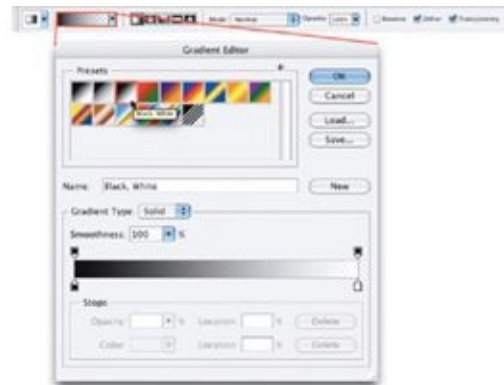 Mode: Normal Opacity: 100% Reverse Dither Transparency
Gradient Editor
Presets
OK
Cancel
Load...
Save...
Black, White
Name: Black, White
New
Gradient Type: Solid
Smoothness: 100 %
Stops
Opacity: % Location: % Delete
Color: Location: % Delete